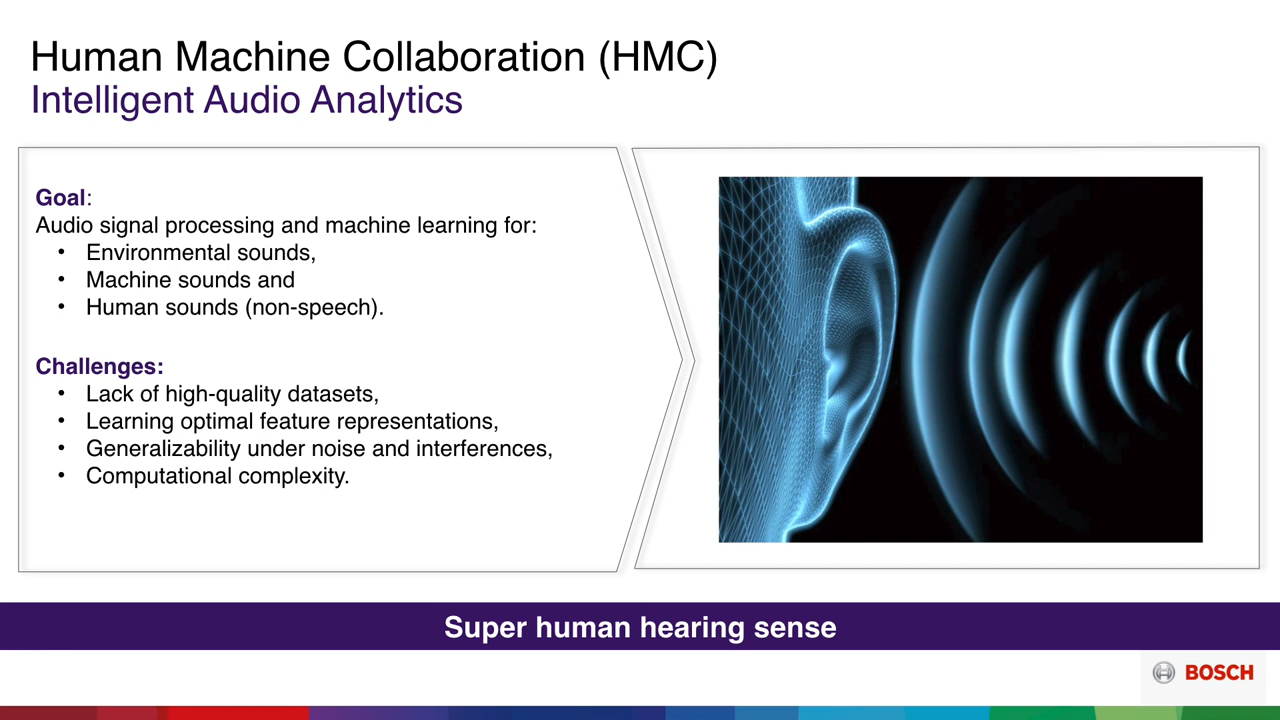 Human Machine Collaboration (HMC)
Intelligent Audio Analytics
Goal:
Audio signal processing and machine learning for:
• Environmental sounds,
• Machine sounds and
• Human sounds (non-speech).
Challenges:
• Lack of high-quality datasets,
• Learning optimal feature representations,
• Generalizability under noise and interferences,
• Computational complexity.
Super human hearing sense
BOSCH